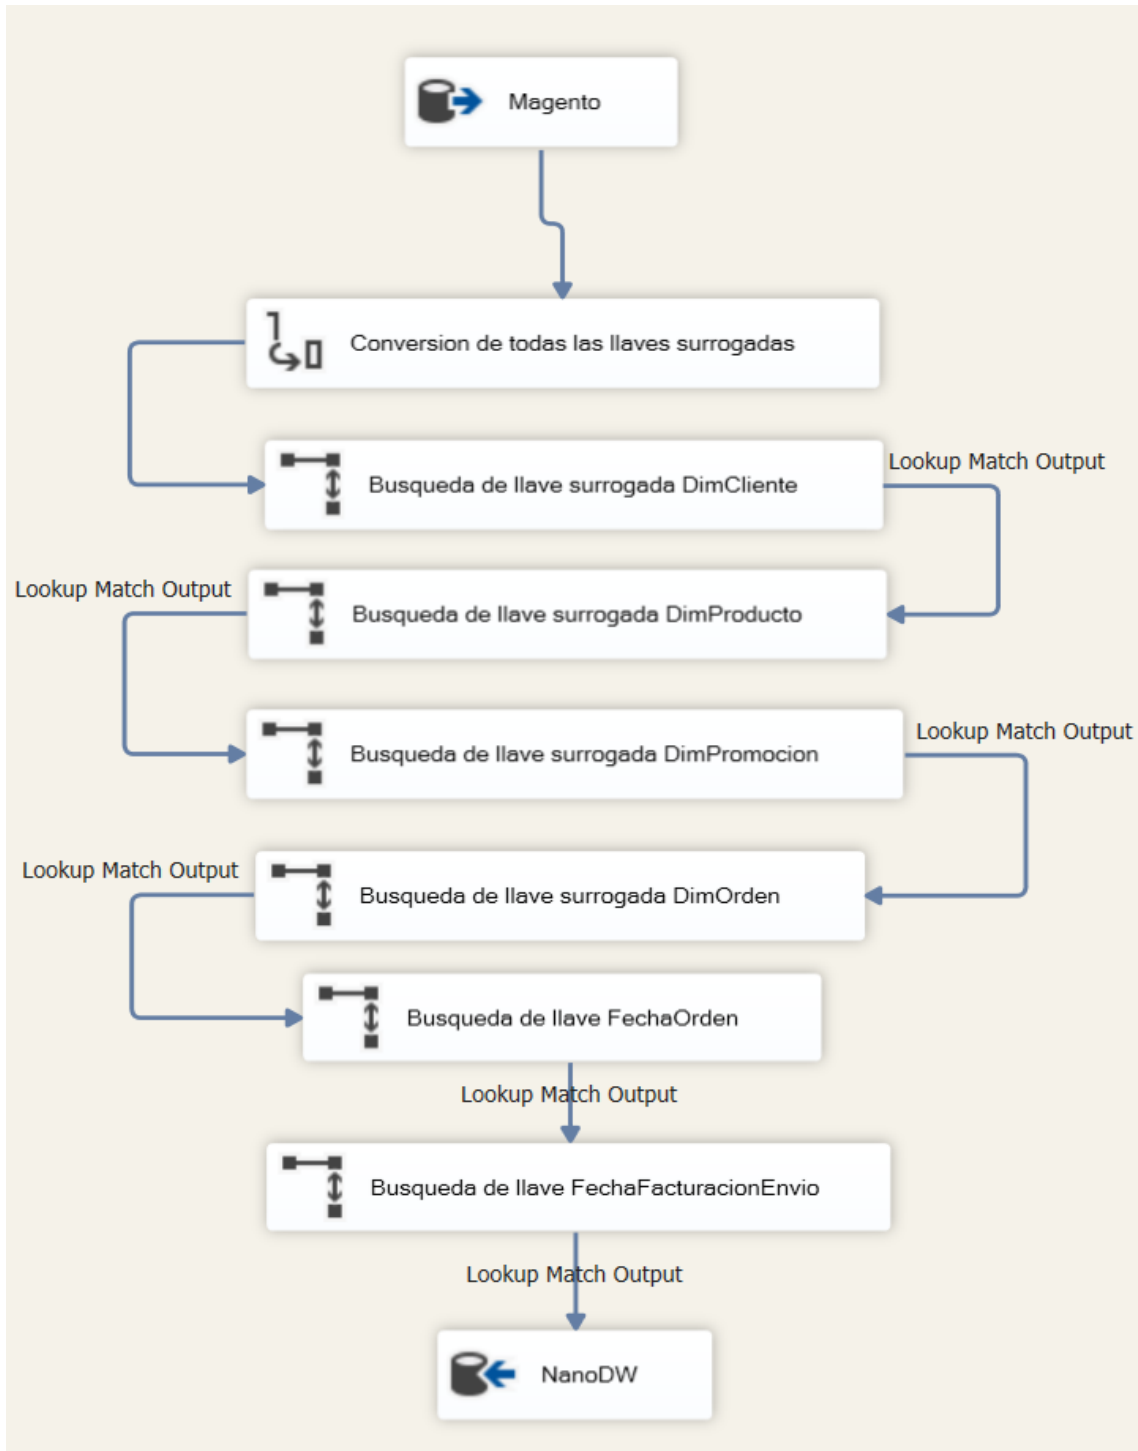 Magento
Conversion de todas las llaves surrogadas
Busqueda de llave surrogada DimCliente
Lookup Match Output
Busqueda de llave surrogada DimProducto
Lookup Match Output
Busqueda de llave surrogada DimPromocion
Lookup Match Output
Busqueda de llave surrogada DimOrden
Lookup Match Output
Busqueda de llave FechaOrden
Lookup Match Output
Busqueda de llave FechaFacturacionEnvio
Lookup Match Output
NanoDW